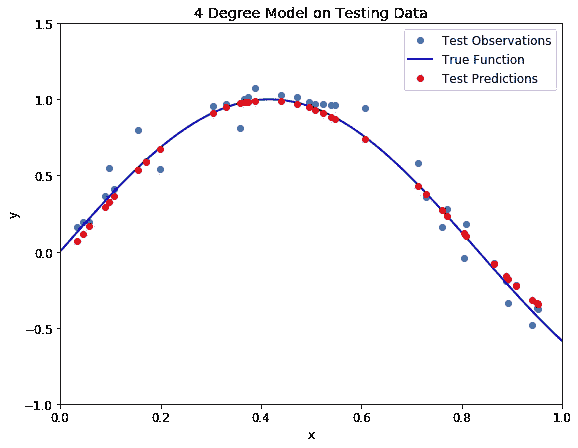 4 Degree Model on Testing Data
1.5
1.0
0.5
0.0
−0.5
−1.0
y
Test Observations
True Function
Test Predictions
0.0 0.2 0.4 0.6 0.8 1.0
x